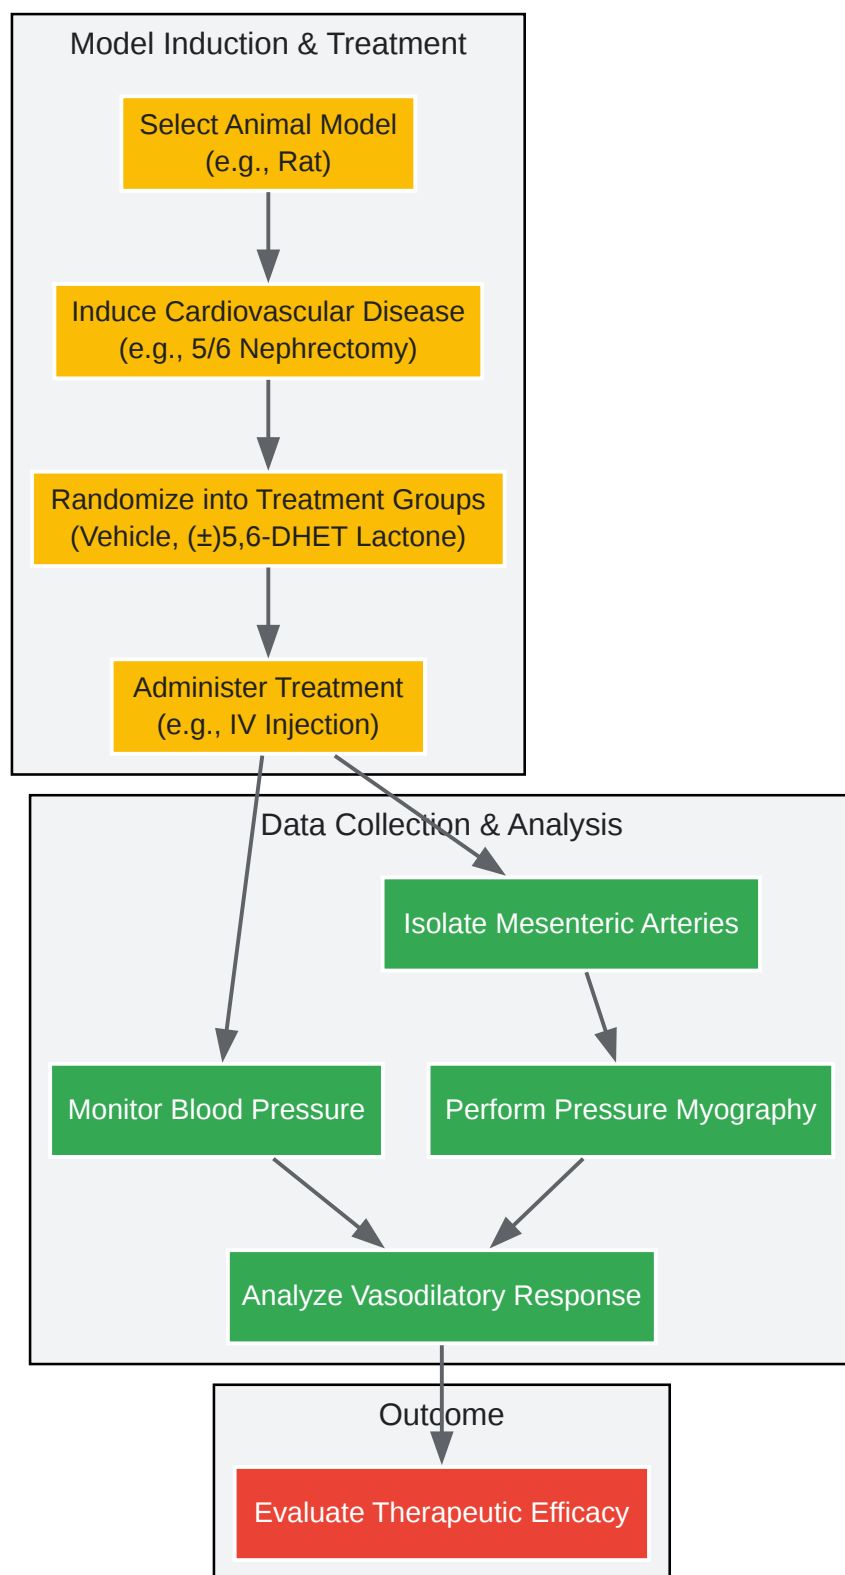 Model Induction & Treatment
Select Animal Model
(e.g., Rat)
Induce Cardiovascular Disease
(e.g., 5/6 Nephrectomy)
Randomize into Treatment Groups
(Vehicle, (±)5,6-DHET Lactone)
Administer Treatment
(e.g., IV Injection)
Data Collection & Analysis
Isolate Mesenteric Arteries
Monitor Blood Pressure
Perform Pressure Myography
Analyze Vasodilatory Response
Outcome
Evaluate Therapeutic Efficacy